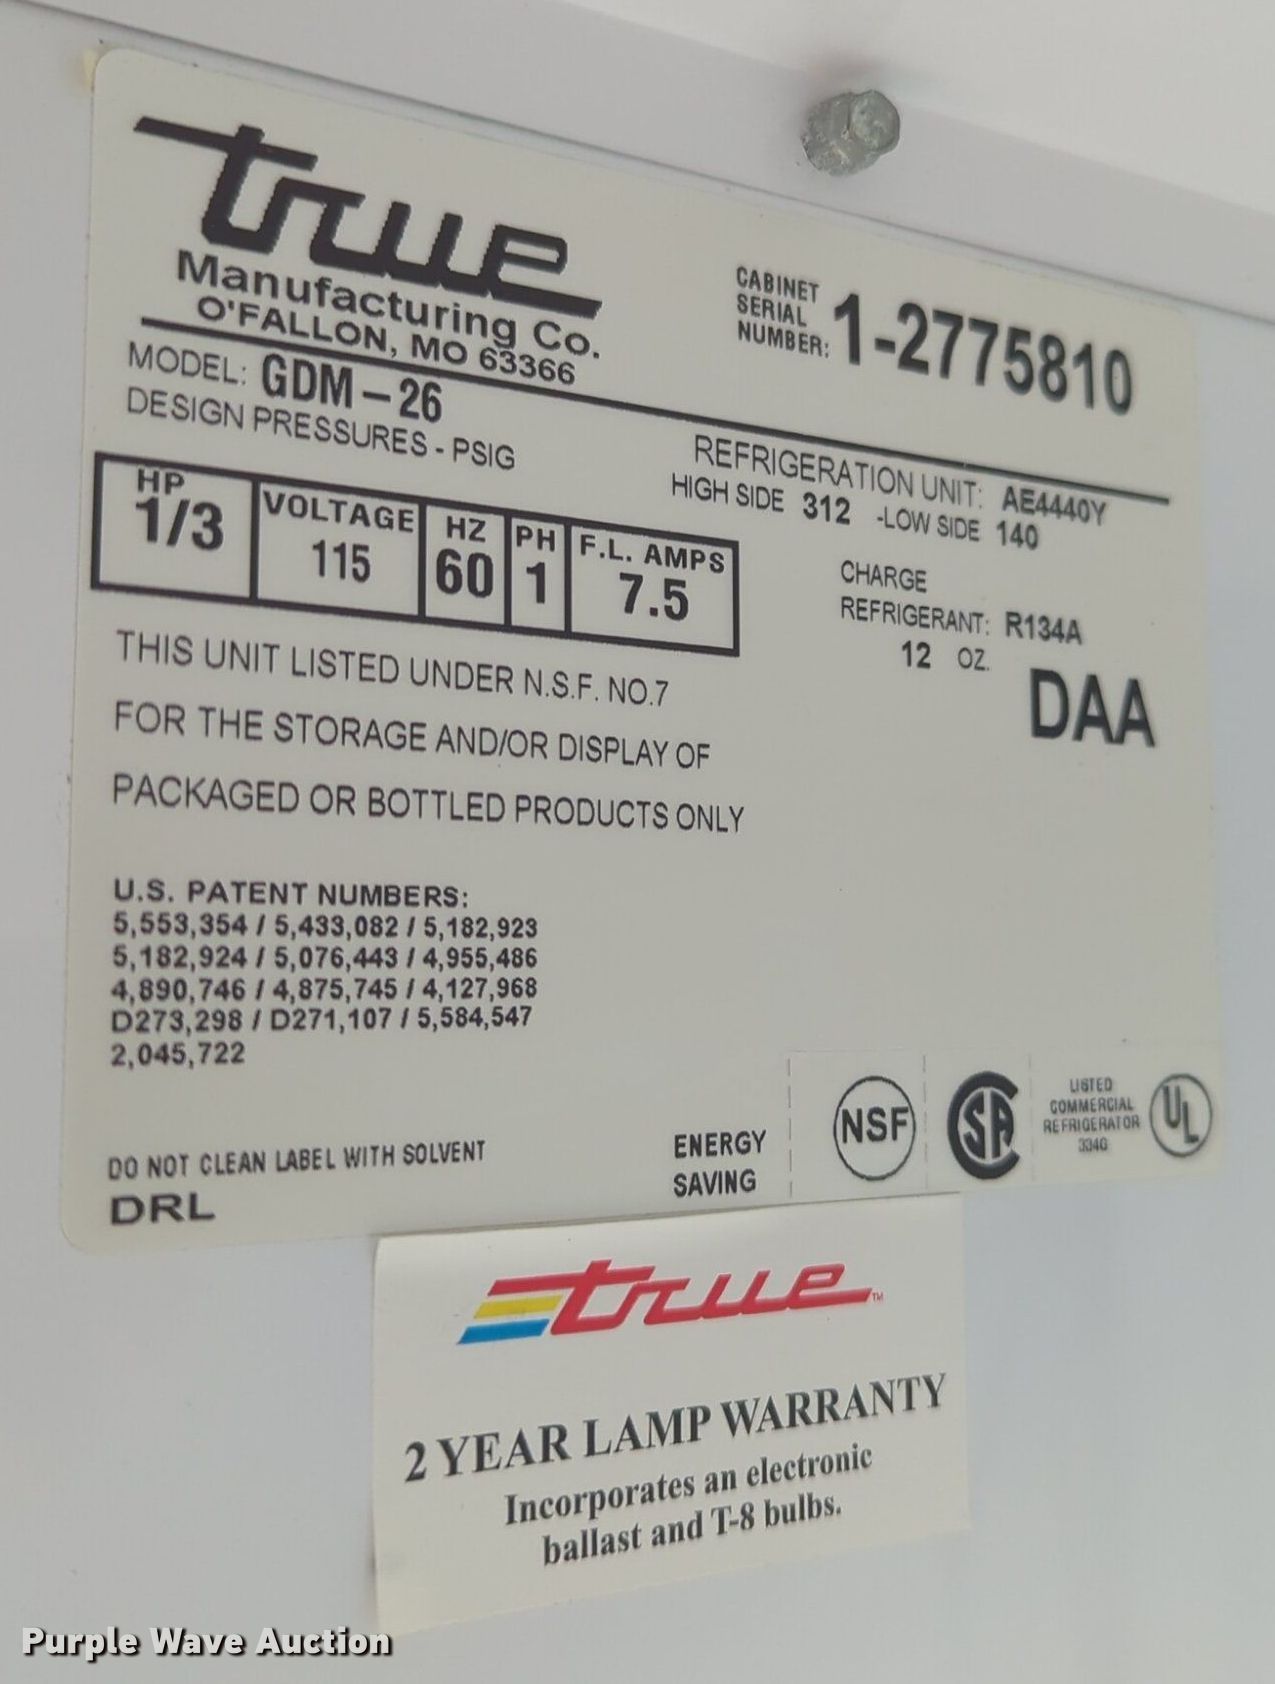 true
Manufacturing Co.
O'FALLON, MO 63366
CABINET
SERIAL
NUMBER: 1-2775810
MODEL: GDM-26
DESIGN PRESSURES - PSIG
REFRIGERATION UNIT: AE4440Y
HIGH SIDE 312 -LOW SIDE 140
HP VOLTAGE HZ PH F.L. AMPS
1/3 115 60 1 7.5
CHARGE
REFRIGERANT: R134A
12 OZ.
DAA
THIS UNIT LISTED UNDER N.S.F. NO.7
FOR THE STORAGE AND/OR DISPLAY OF
PACKAGED OR BOTTLED PRODUCTS ONLY
U.S. PATENT NUMBERS:
5,553,354 / 5,433,082 / 5,182,923
5,182,924 / 5,076,443 / 4,955,486
4,890,746 / 4,875,745 / 4,127,968
D273,298 / D271,107 / 5,584,547
2,045,722
DO NOT CLEAN LABEL WITH SOLVENT
DRL
ENERGY
SAVING
NSF
SA
LISTED
COMMERCIAL
REFRIGERATOR
UL
true TM
2 YEAR LAMP WARRANTY
Incorporates an electronic
ballast and T-8 bulbs.
Purple Wave Auction